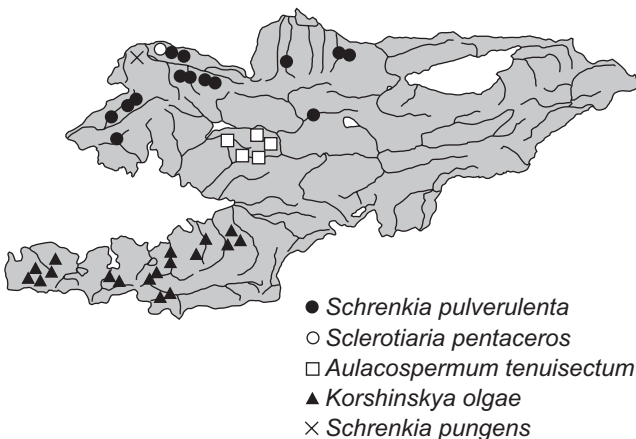 Schrenkia pulverulenta
Sclerotiaria pentaceros
Aulacospermum tenuisectum
Korshinskya olgae
Schrenkia pungens